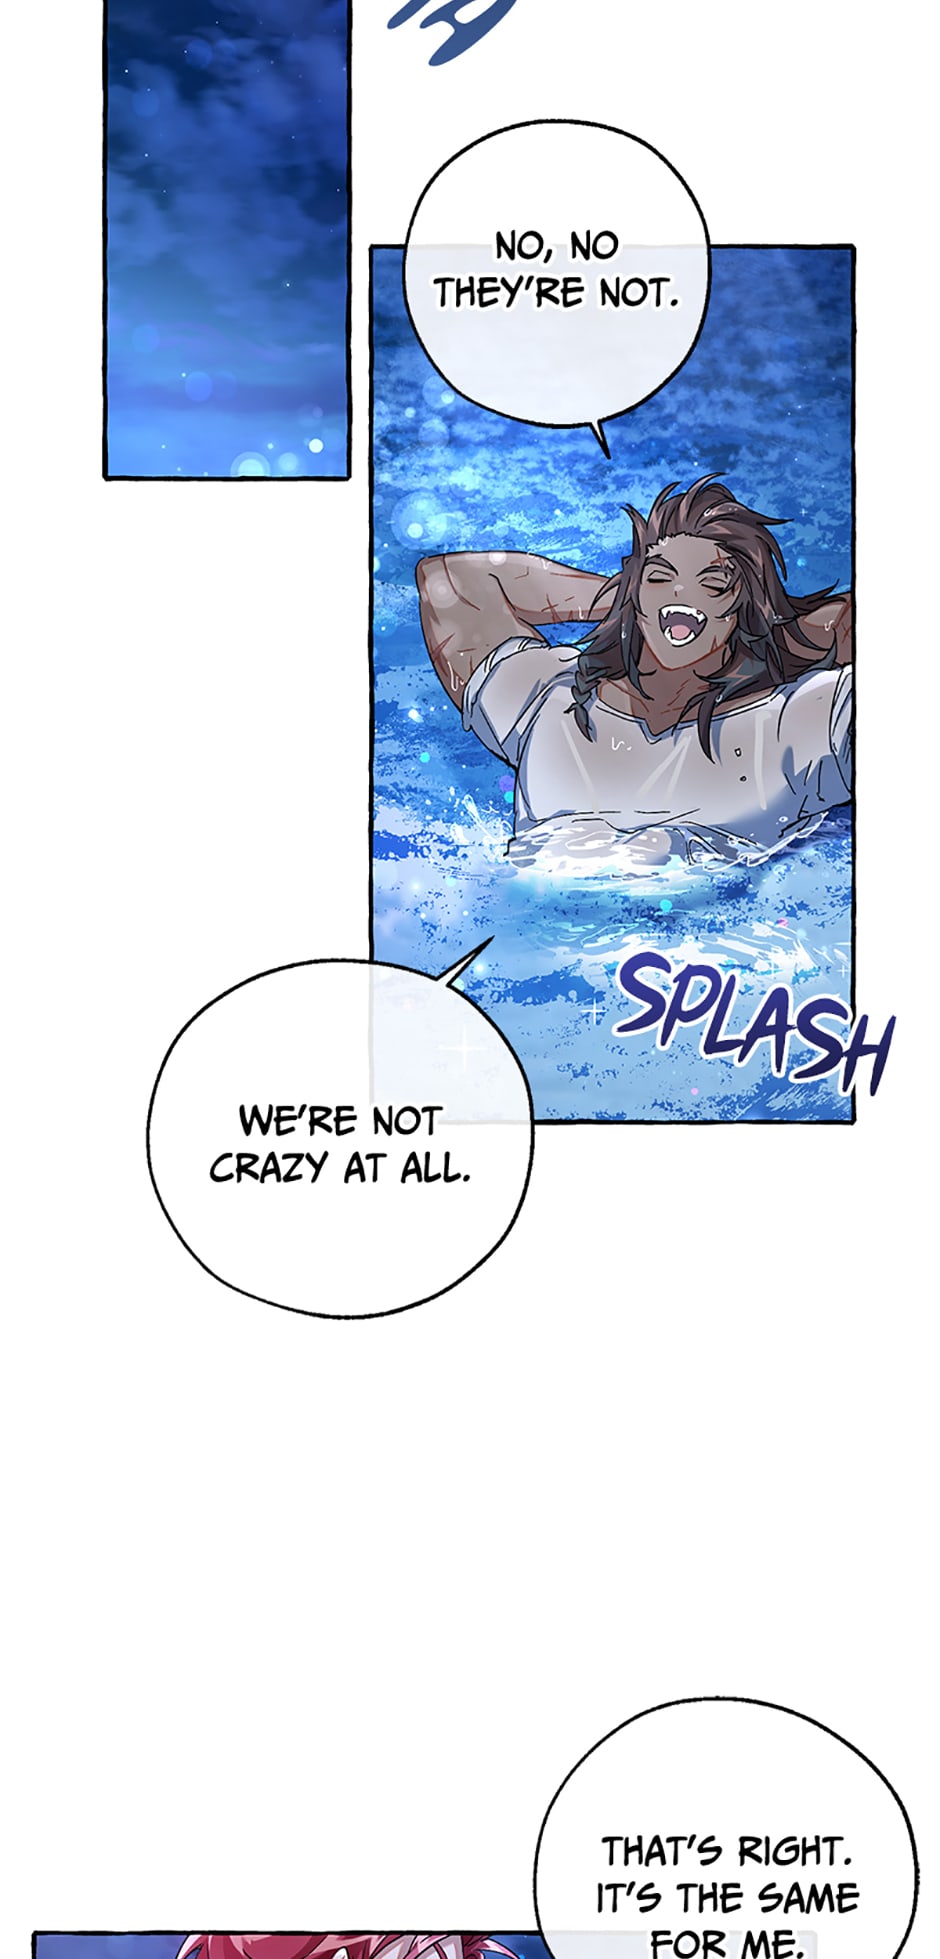 NO, NO
THEY'RE NOT.
SPLASH
WE'RE NOT
CRAZY AT ALL.
THAT'S RIGHT.
IT'S THE SAME
FOR ME.